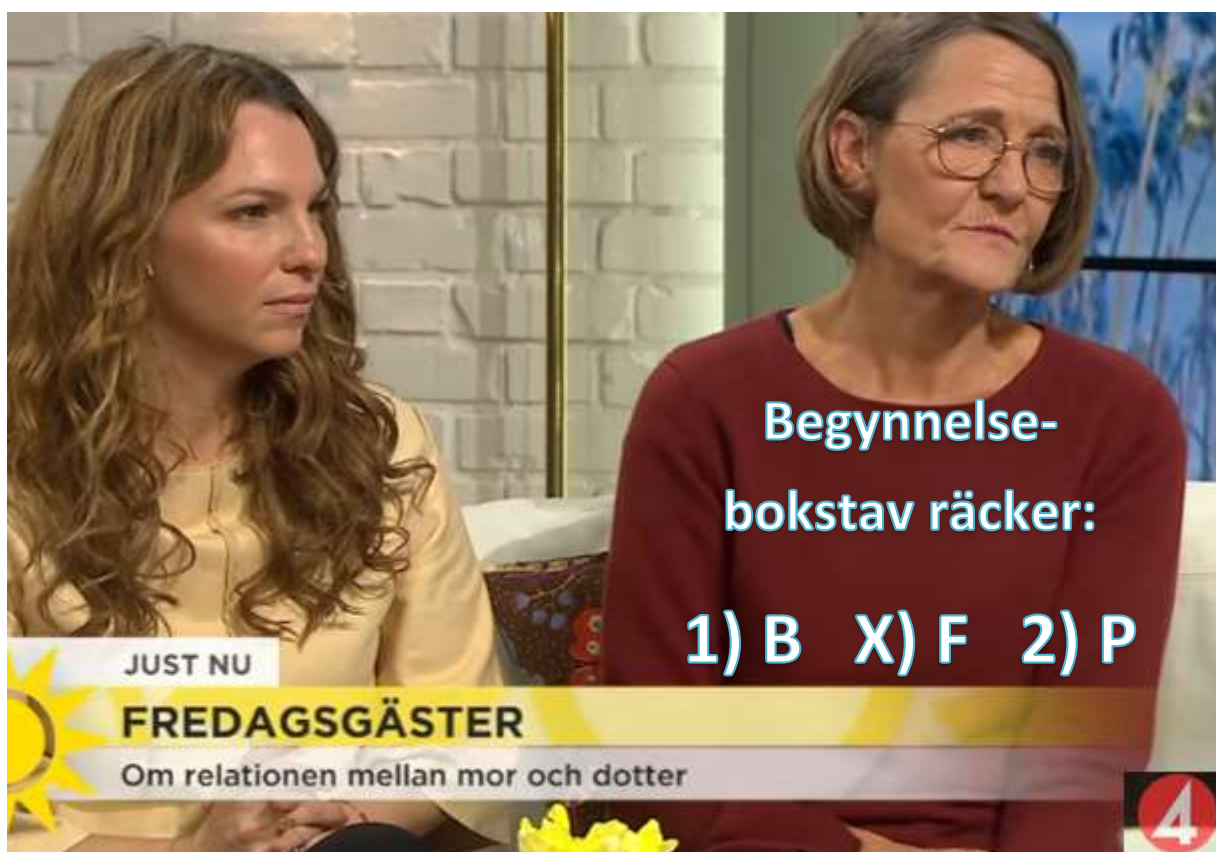 Begynnelse-
bokstav räcker:
1) B X) F 2) P
JUST NU
FREDAGSGÄSTER
Om relationen mellan mor och dotter
4